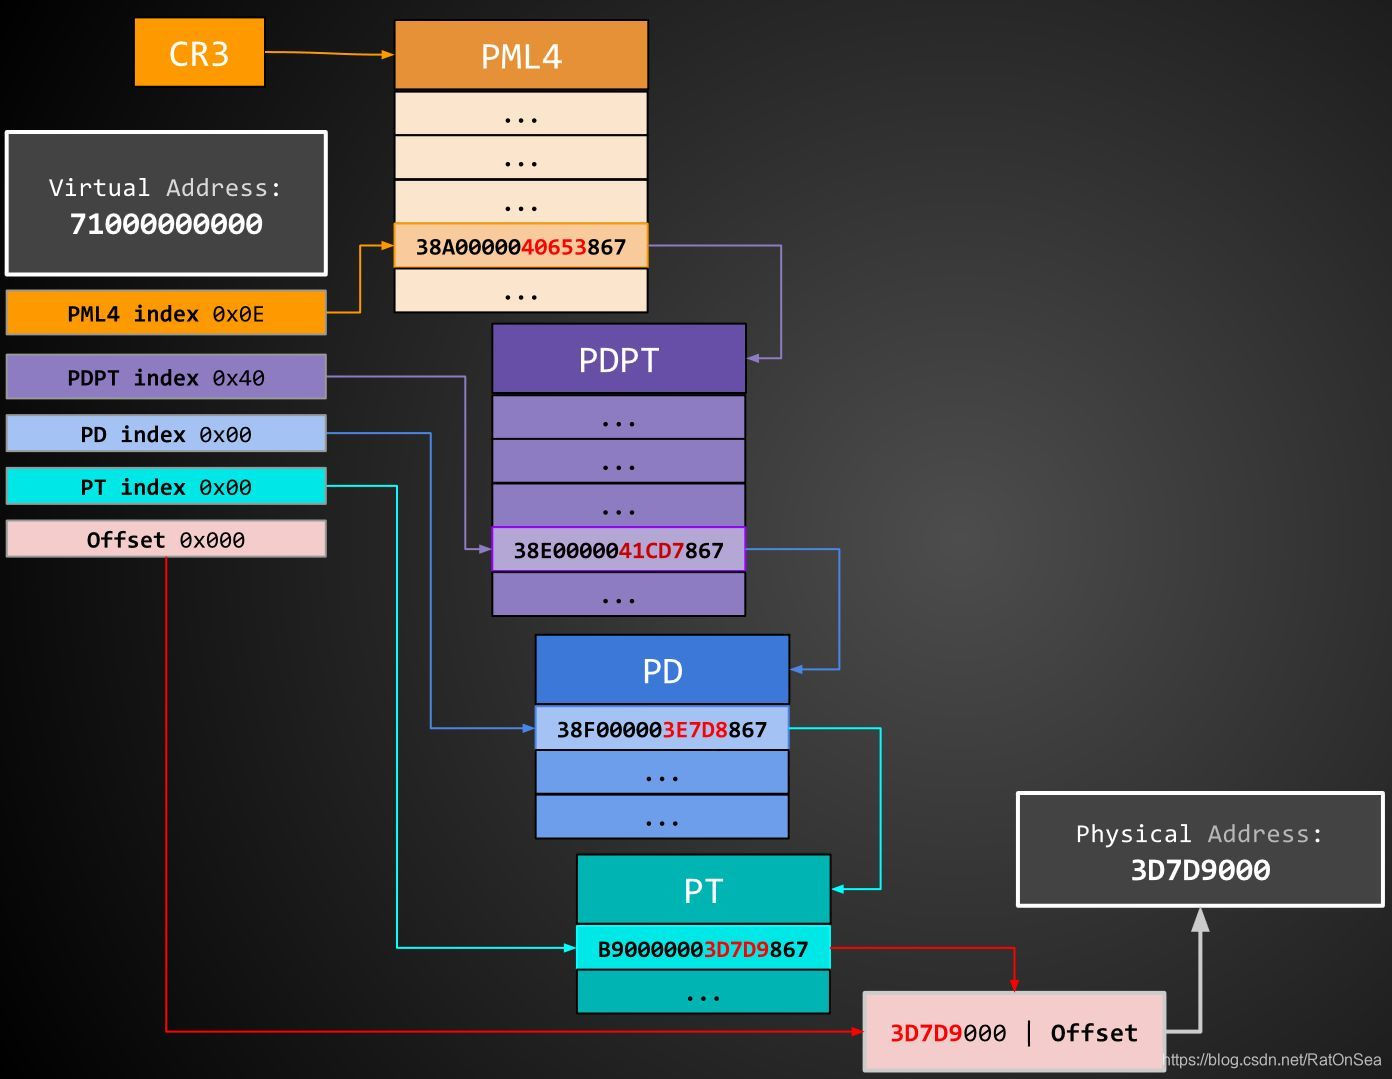 CR3
PML4
...
...
...
38A0000040653867
...
Virtual Address:
71000000000
PML4 index 0x0E
PDPT index 0x40
PD index 0x00
PT index 0x00
Offset 0x000
PDPT
...
...
...
38E0000041CD7867
...
PD
38F000003E7D8867
...
...
PT
B90000003D7D9867
...
3D7D9000 | Offset
Physical Address:
3D7D9000
https://blog.csdn.net/RatOnSea